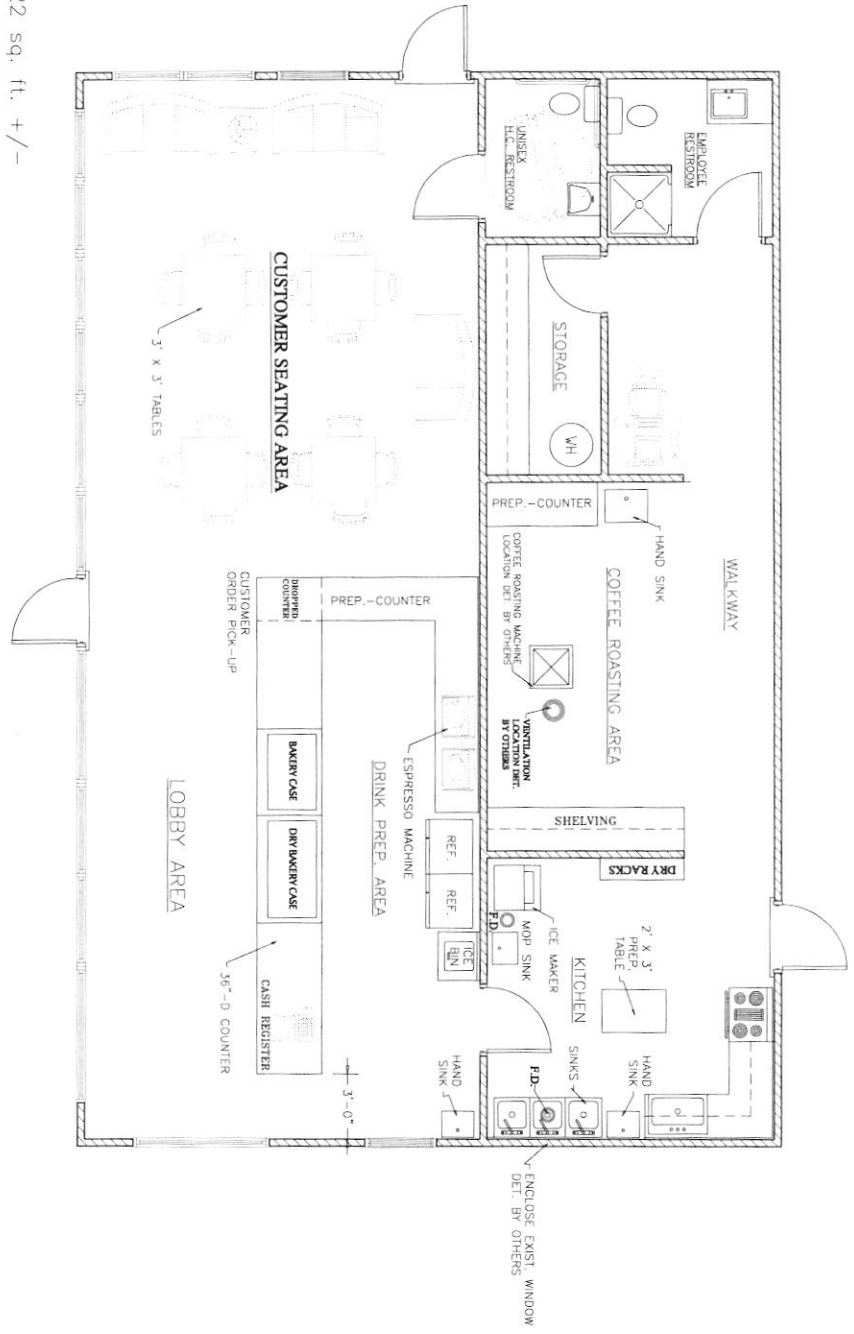 22 sq. ft. +/-
EMPLOYEE
RESTROOM
UNISEX
H.C. RESTROOM
STORAGE
WH
CUSTOMER SEATING AREA
3' X 3' TABLES
WALKWAY
HAND SINK
PREP.-COUNTER
COFFEE ROASTING AREA
COFFEE ROASTING MACHINE
LOCATION DET. BY OTHERS
VENTILATION
LOCATION DET.
BY OTHERS
SHELVING
DRY RACKS
CUSTOMER
ORDER PICK-UP
DROPPED
COUNTER
PREP.-COUNTER
ESPRESSO MACHINE
DRINK PREP. AREA
REF.
REF.
ICE
BIN
BAKERY CASE
DRY BAKERY CASE
LOBBY AREA
36"-D COUNTER
CASH REGISTER
3'-0"
HAND
SINK
KITCHEN
2' X 3'
PREP.
TABLE
ICE MAKER
MOP SINK
F.D.
SINKS
F.D.
HAND
SINK
ENCLOSE EXIST. WINDOW
DET. BY OTHERS